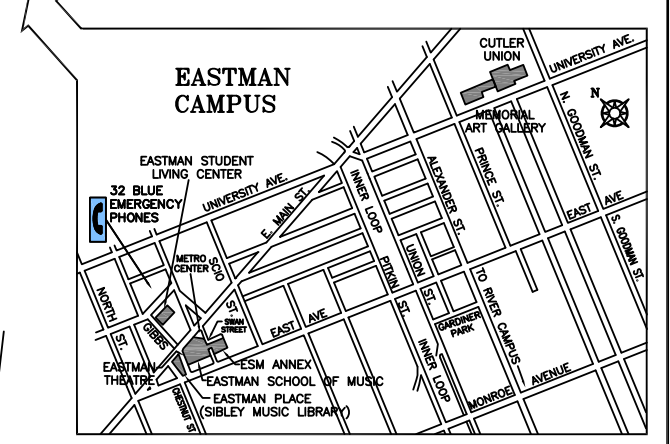 EASTMAN
CAMPUS
CUTLER
UNION
UNIVERSITY AVE.
N
MEMORIAL
ART GALLERY
N. GOODMAN ST.
EASTMAN STUDENT
LIVING CENTER
32 BLUE
EMERGENCY
PHONES
UNIVERSITY AVE.
E. MAIN ST.
INNER LOOP
ALEXANDER ST.
PRINCE ST.
EAST AVE
S. GOODMAN ST.
METRO
CENTER
SCIO ST.
PITKIN ST.
UNION ST.
TO RIVER CAMPUS
NORTH ST.
GIBBS
SWAN
STREET
EAST AVE
GARDINER
PARK
EASTMAN
THEATRE
ESM ANNEX
EASTMAN SCHOOL OF MUSIC
EASTMAN PLACE
(SIBLEY MUSIC LIBRARY)
CHESTNUT ST
INNER LOOP
MONROE AVENUE